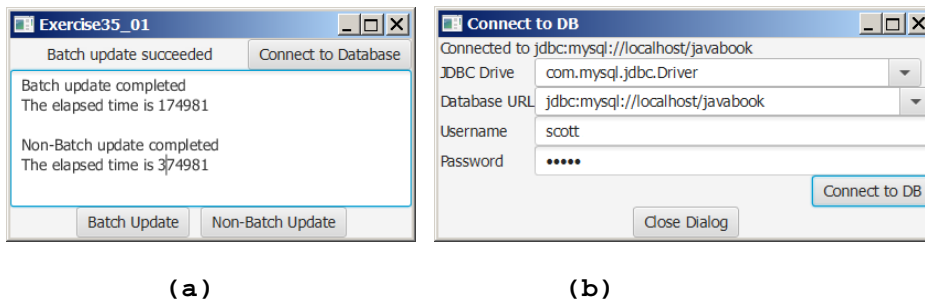 Exercise35_01
Batch update succeeded
Connect to Database
Batch update completed
The elapsed time is 174981
Non-Batch update completed
The elapsed time is 374981
Batch Update
Non-Batch Update
(a)
Connect to DB
Connected to jdbc:mysql://localhost/javabook
JDBC Drive
com.mysql.jdbc.Driver
Database URL
jdbc:mysql://localhost/javabook
Username
scott
Password
•••••
Connect to DB
Close Dialog
(b)